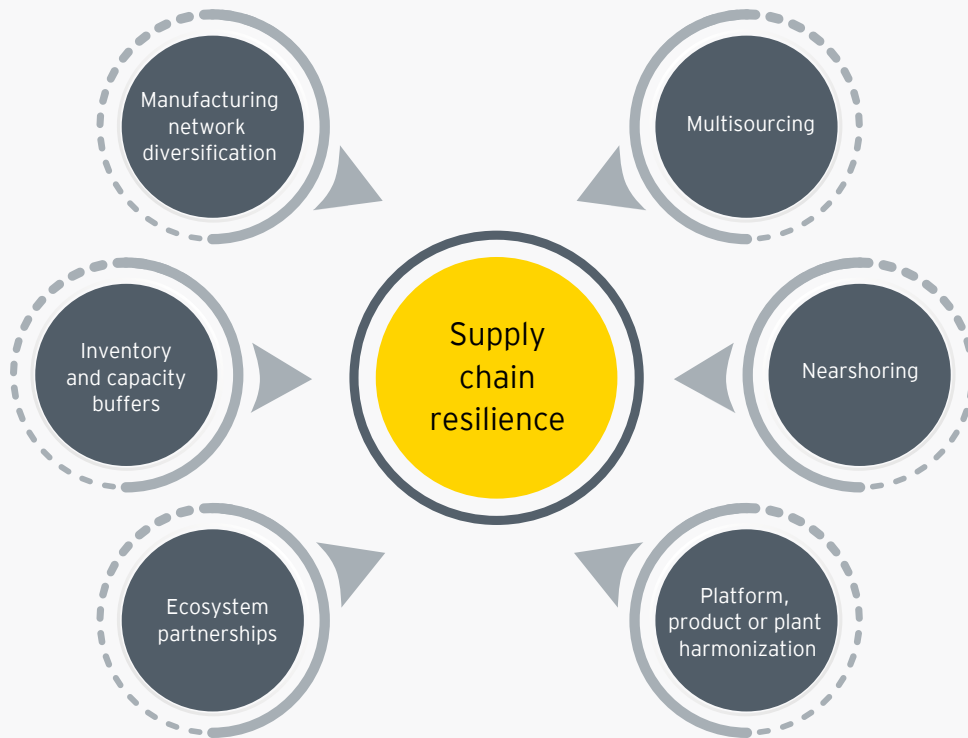 Manufacturing
network
diversification
Multisourcing
Inventory
and capacity
buffers
Supply
chain
resilience
Nearshoring
Ecosystem
partnerships
Platform,
product or plant
harmonization